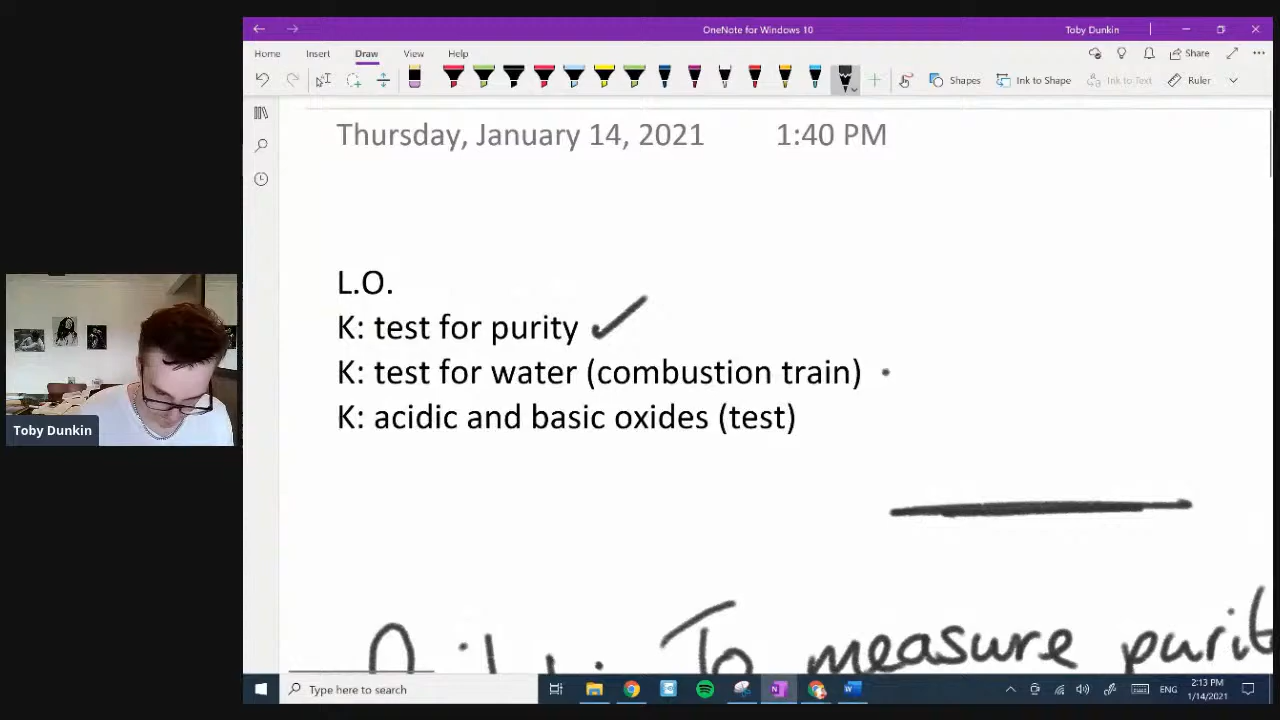 OneNote for Windows 10
Toby Dunkin
Home Insert Draw View Help
Share
Shapes Ink to Shape Ink to Text Ruler
Thursday, January 14, 2021 1:40 PM
L.O.
K: test for purity
K: test for water (combustion train)
K: acidic and basic oxides (test)
Toby Dunkin
To measure
Type here to search
ENG
2:13 PM
1/14/2021